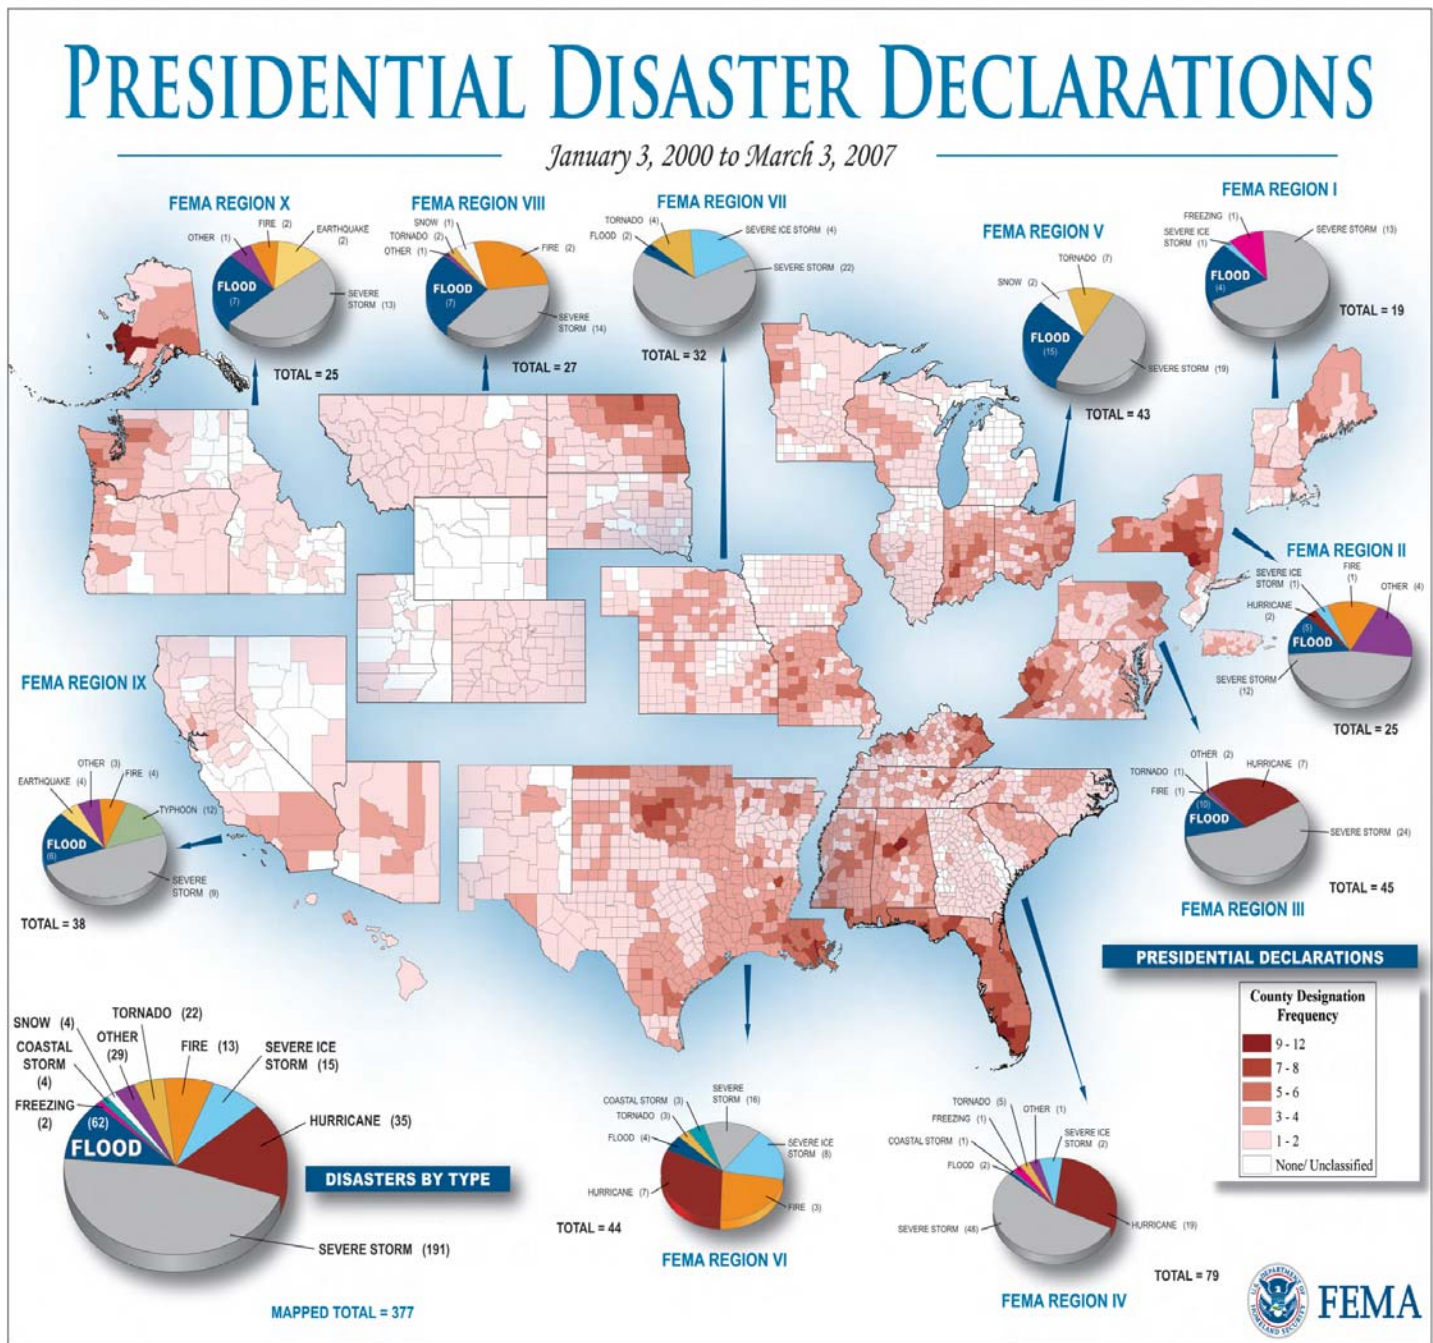 PRESIDENTIAL DISASTER DECLARATIONS
January 3, 2000 to March 3, 2007
FEMA REGION X
OTHER (1)
FIRE (2)
EARTHQUAKE
(2)
FLOOD
(7)
SEVERE
STORM (13)
TOTAL = 25
FEMA REGION VIII
SNOW (1)
TORNADO (2)
OTHER (1)
FIRE (2)
FLOOD
(7)
SEVERE
STORM (14)
TOTAL = 27
FEMA REGION VII
TORNADO (4)
FLOOD (2)
SEVERE ICE STORM (4)
SEVERE STORM (22)
TOTAL = 32
FEMA REGION V
TORNADO (7)
SNOW (2)
FLOOD
(15)
SEVERE STORM (19)
TOTAL = 43
FEMA REGION I
FREEZING (1)
SEVERE ICE
STORM (1)
SEVERE STORM (13)
FLOOD
(4)
TOTAL = 19
FEMA REGION II
SEVERE ICE
STORM (1)
FIRE
(1)
OTHER (4)
HURRICANE
(2)
(5)
FLOOD
SEVERE STORM
(12)
TOTAL = 25
FEMA REGION IX
EARTHQUAKE (4)
OTHER (3)
FIRE (4)
TYPHOON (12)
FLOOD
(6)
SEVERE
STORM (9)
TOTAL = 38
OTHER (2)
HURRICANE (7)
TORNADO (1)
FIRE (1)
(10)
FLOOD
SEVERE STORM (24)
TOTAL = 45
FEMA REGION III
PRESIDENTIAL DECLARATIONS
County Designation
Frequency
9 - 12
7 - 8
5 - 6
3 - 4
1 - 2
None/ Unclassified
SNOW (4)
TORNADO (22)
OTHER
(29)
COASTAL
STORM
(4)
FIRE (13)
SEVERE ICE
STORM (15)
FREEZING
(2)
(62)
FLOOD
HURRICANE (35)
DISASTERS BY TYPE
SEVERE STORM (191)
MAPPED TOTAL = 377
SEVERE
STORM (16)
COASTAL STORM (3)
TORNADO (3)
FLOOD (4)
SEVERE ICE
STORM (8)
HURRICANE (7)
FIRE (3)
TOTAL = 44
FEMA REGION VI
TORNADO (5)
OTHER (1)
FREEZING (1)
SEVERE ICE
STORM (2)
COASTAL STORM (1)
FLOOD (2)
SEVERE STORM (48)
HURRICANE (19)
TOTAL = 79
FEMA REGION IV
U.S. DEPARTMENT OF
HOMELAND SECURITY
FEMA